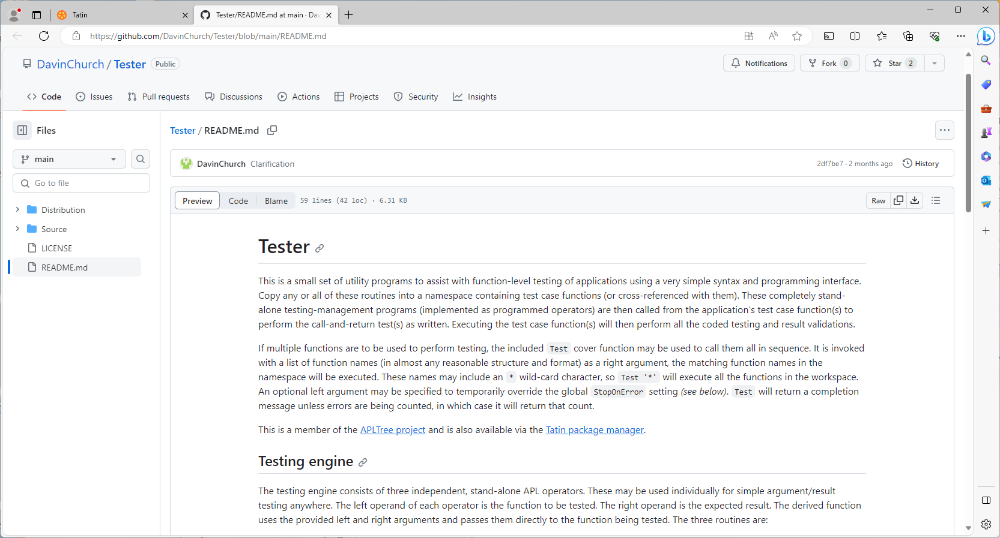 Tatin
Tester/README.md at main · Dav
https://github.com/DavinChurch/Tester/blob/main/README.md
DavinChurch / Tester Public
Notifications Fork 0 Star 2
Code Issues Pull requests Discussions Actions Projects Security Insights
Files
main
Go to file
Distribution
Source
LICENSE
README.md
Tester / README.md
DavinChurch Clarification
2df7be7 · 2 months ago History
Preview Code Blame 59 lines (42 loc) · 6.31 KB
Raw
Tester
This is a small set of utility programs to assist with function-level testing of applications using a very simple syntax and programming interface.
Copy any or all of these routines into a namespace containing test case functions (or cross-referenced with them). These completely stand-
alone testing-management programs (implemented as programmed operators) are then called from the application's test case function(s) to
perform the call-and-return test(s) as written. Executing the test case function(s) will then perform all the coded testing and result validations.
If multiple functions are to be used to perform testing, the included Test cover function may be used to call them all in sequence. It is invoked
with a list of function names (in almost any reasonable structure and format) as a right argument, the matching function names in the
namespace will be executed. These names may include an * wild-card character, so Test '*' will execute all the functions in the workspace.
An optional left argument may be specified to temporarily override the global StopOnError setting (see below). Test will return a completion
message unless errors are being counted, in which case it will return that count.
This is a member of the APLTree project and is also available via the Tatin package manager.
Testing engine
The testing engine consists of three independent, stand-alone APL operators. These may be used individually for simple argument/result
testing anywhere. The left operand of each operator is the function to be tested. The right operand is the expected result. The derived function
uses the provided left and right arguments and passes them directly to the function being tested. The three routines are: